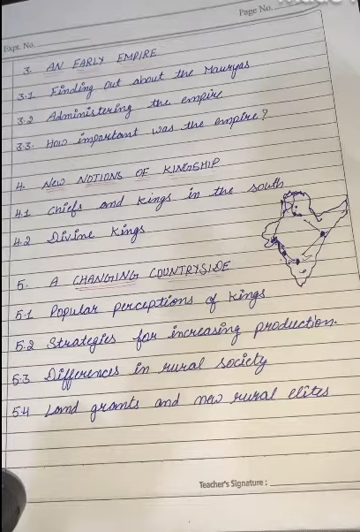 Page No.
Expt. No.
3. AN EARLY EMPIRE
3.1 Finding out about the Mauryas
3.2 Administering the empire
3.3. How important was the empire?
4. NEW NOTIONS OF KINGSHIP
4.1 Chiefs and kings in the south
4.2 Divine Kings
5. A CHANGING COUNTRYSIDE
5.1 Popular perceptions of kings
5.2 Strategies for increasing production.
5.3 Differences in rural society
5.4 Land grants and new rural elites
Teacher's Signature :